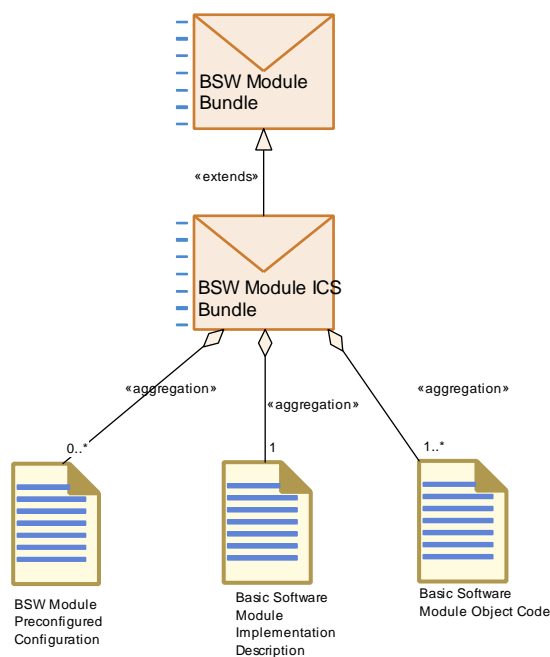 BSW Module
Bundle
«extends»
BSW Module ICS
Bundle
«aggregation»
«aggregation»
«aggregation»
0..*
1
1..*
BSW Module
Preconfigured
Configuration
Basic Software
Module
Implementation
Description
Basic Software
Module Object Code